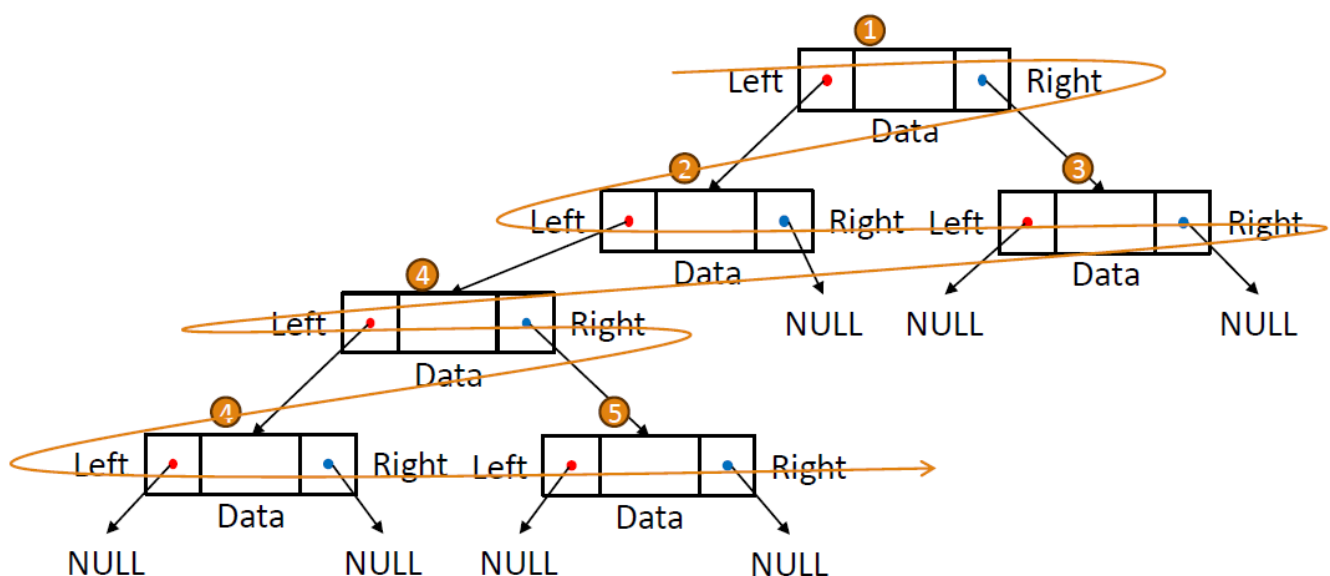 1
Left Right
Data
2 3
Left Right Left Right
Data Data
4
NULL NULL NULL
Left Right
Data
4 5
Left Right Left Right
Data Data
NULL NULL NULL NULL